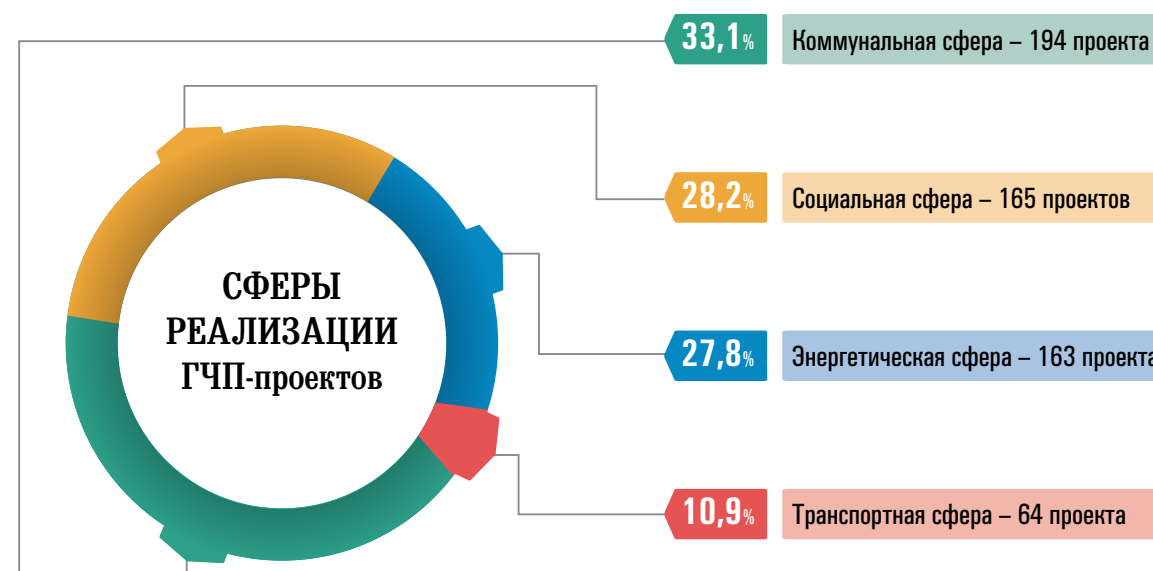 33,1% Коммунальная сфера – 194 проекта
28,2% Социальная сфера – 165 проектов
СФЕРЫ
РЕАЛИЗАЦИИ
ГЧП-проектов
27,8% Энергетическая сфера – 163 проекта
10,9% Транспортная сфера – 64 проекта